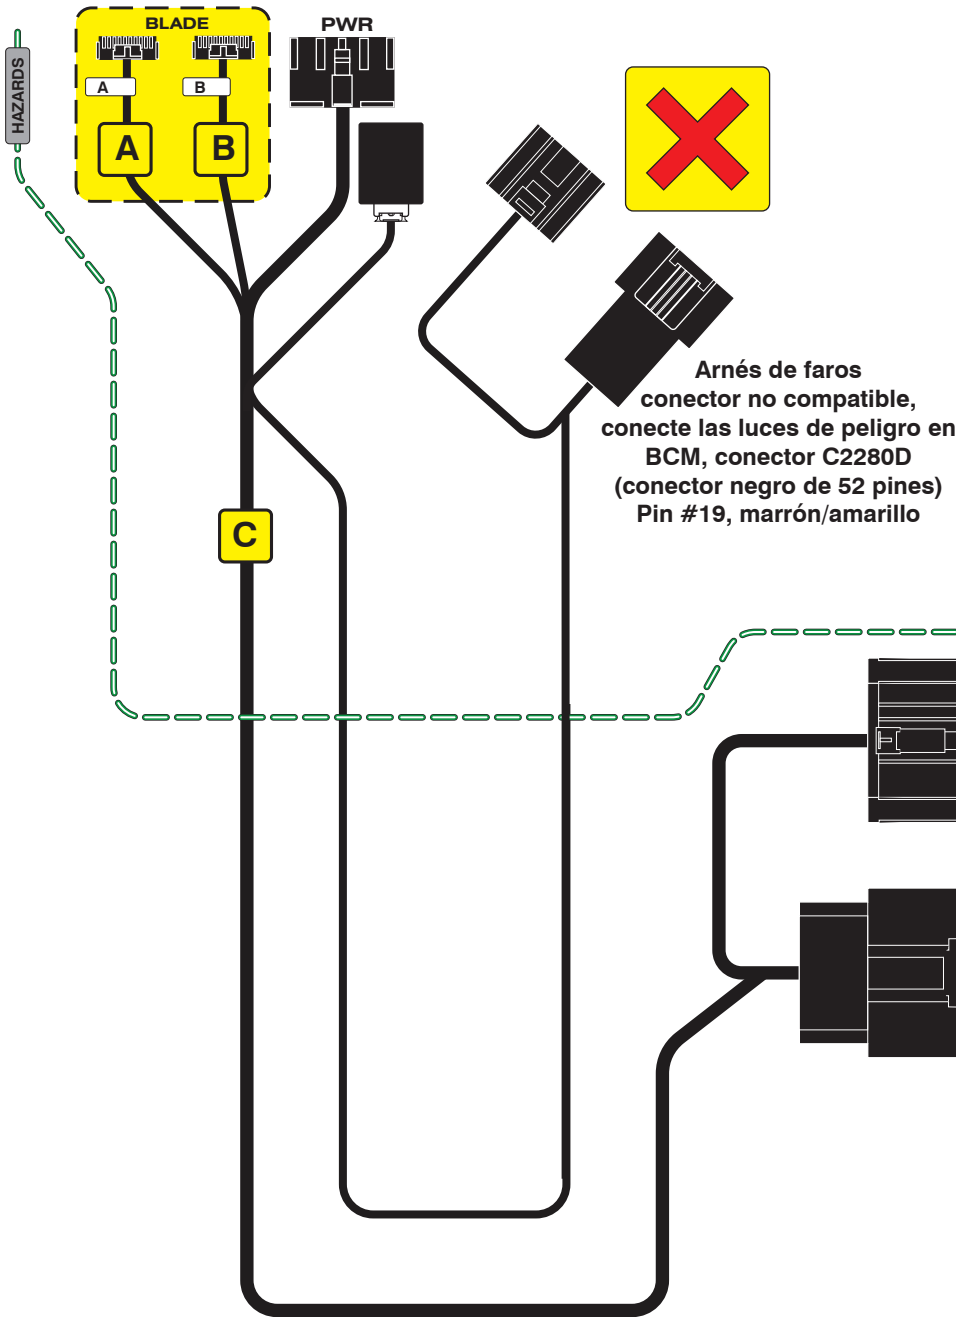 BLADE
PWR
HAZARDS
A
B
A
B
Arnés de faros
conector no compatible,
conecte las luces de peligro en
BCM, conector C2280D
(conector negro de 52 pines)
Pin #19, marrón/amarillo
C